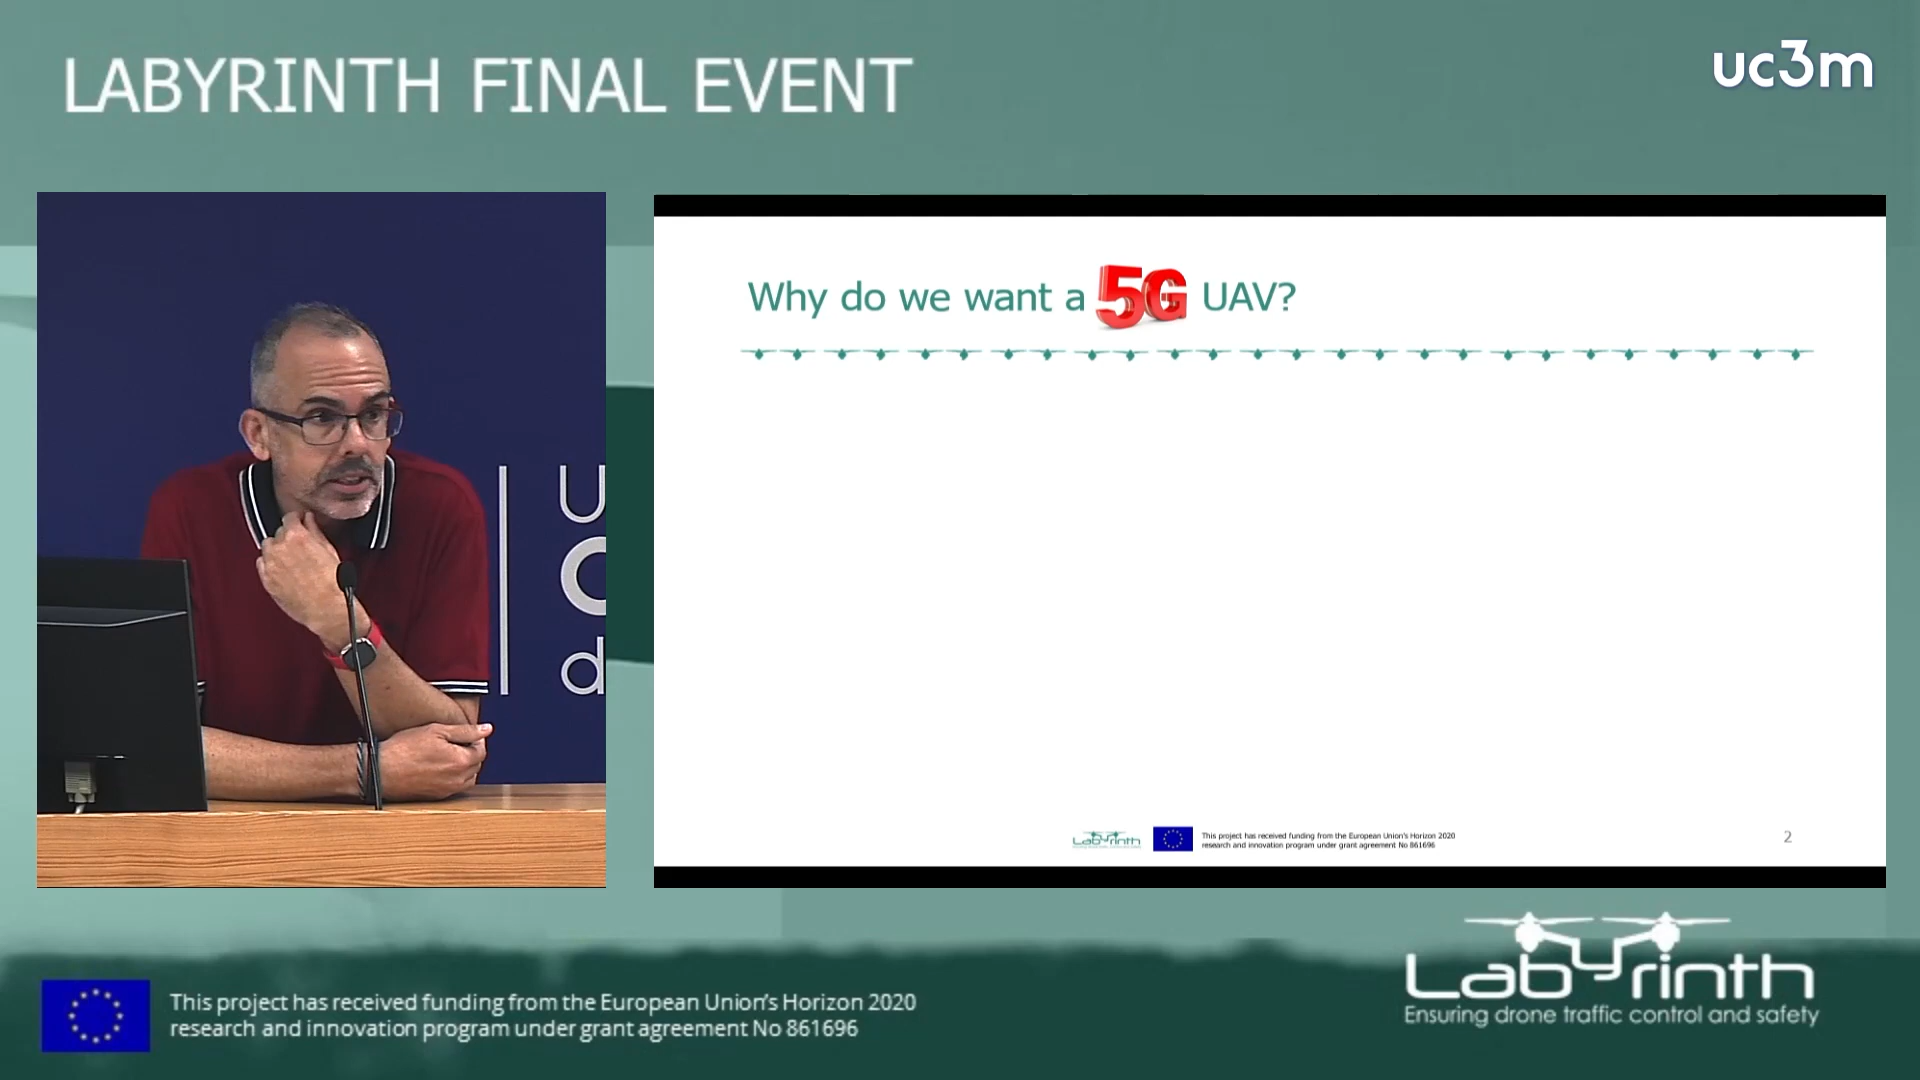 LABYRINTH FINAL EVENT
uc3m
Why do we want a 5G UAV?
u
d
Labyrinth
This project has received funding from the European Union's Horizon 2020
research and innovation program under grant agreement No 861696
2
This project has received funding from the European Union's Horizon 2020
research and innovation program under grant agreement No 861696
Labyrinth
Ensuring drone traffic control and safety